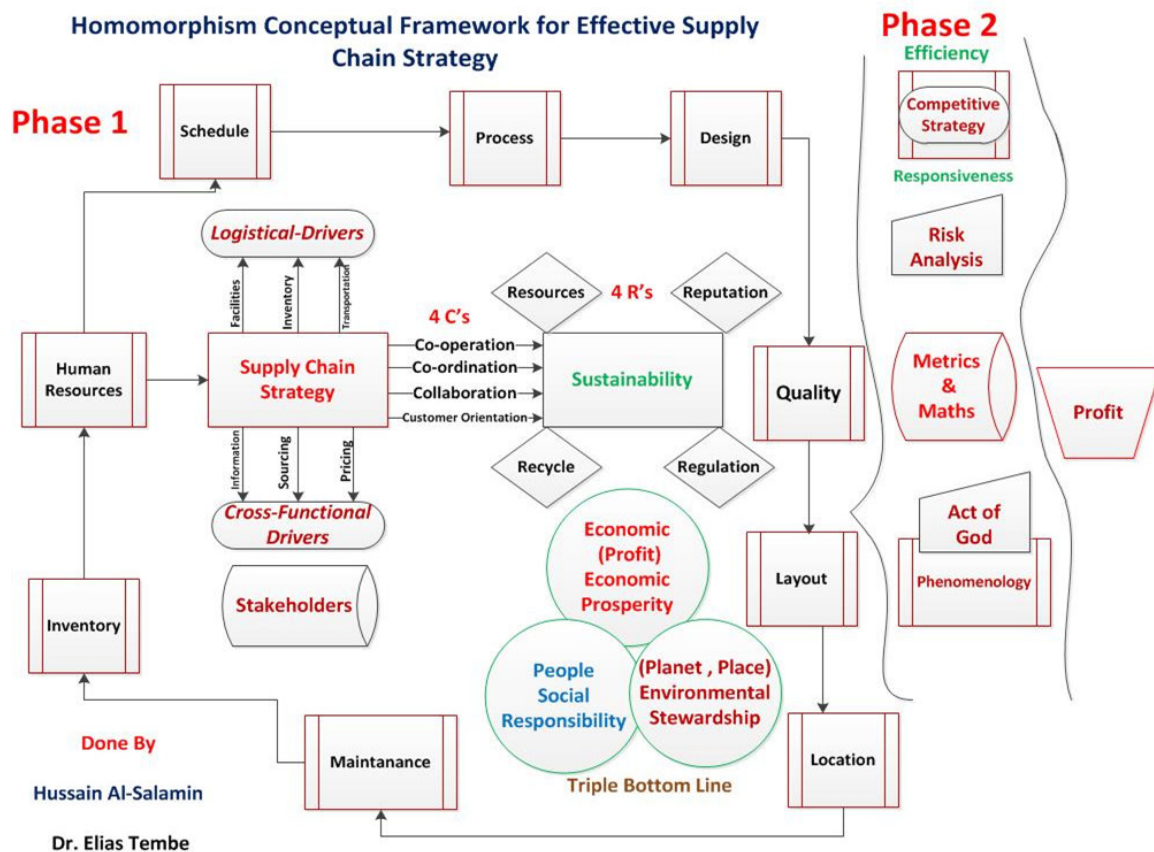 Homomorphism Conceptual Framework for Effective Supply
Chain Strategy
Phase 1
Schedule
Process
Design
Human
Resources
Logistical-Drivers
Facilities
Inventory
Transportation
Supply Chain
Strategy
Information
Sourcing
Pricing
Cross-Functional
Drivers
Stakeholders
4 C's
Co-operation
Co-ordination
Collaboration
Customer Orientation
4 R's
Resources
Reputation
Sustainability
Recycle
Regulation
Quality
Layout
Location
Maintanance
Inventory
Economic
(Profit)
Economic
Prosperity
People
Social
Responsibility
(Planet , Place)
Environmental
Stewardship
Triple Bottom Line
Done By
Hussain Al-Salamin
Dr. Elias Tembe
Phase 2
Efficiency
Competitive
Strategy
Responsiveness
Risk
Analysis
Metrics
&
Maths
Act of
God
Phenomenology
Profit